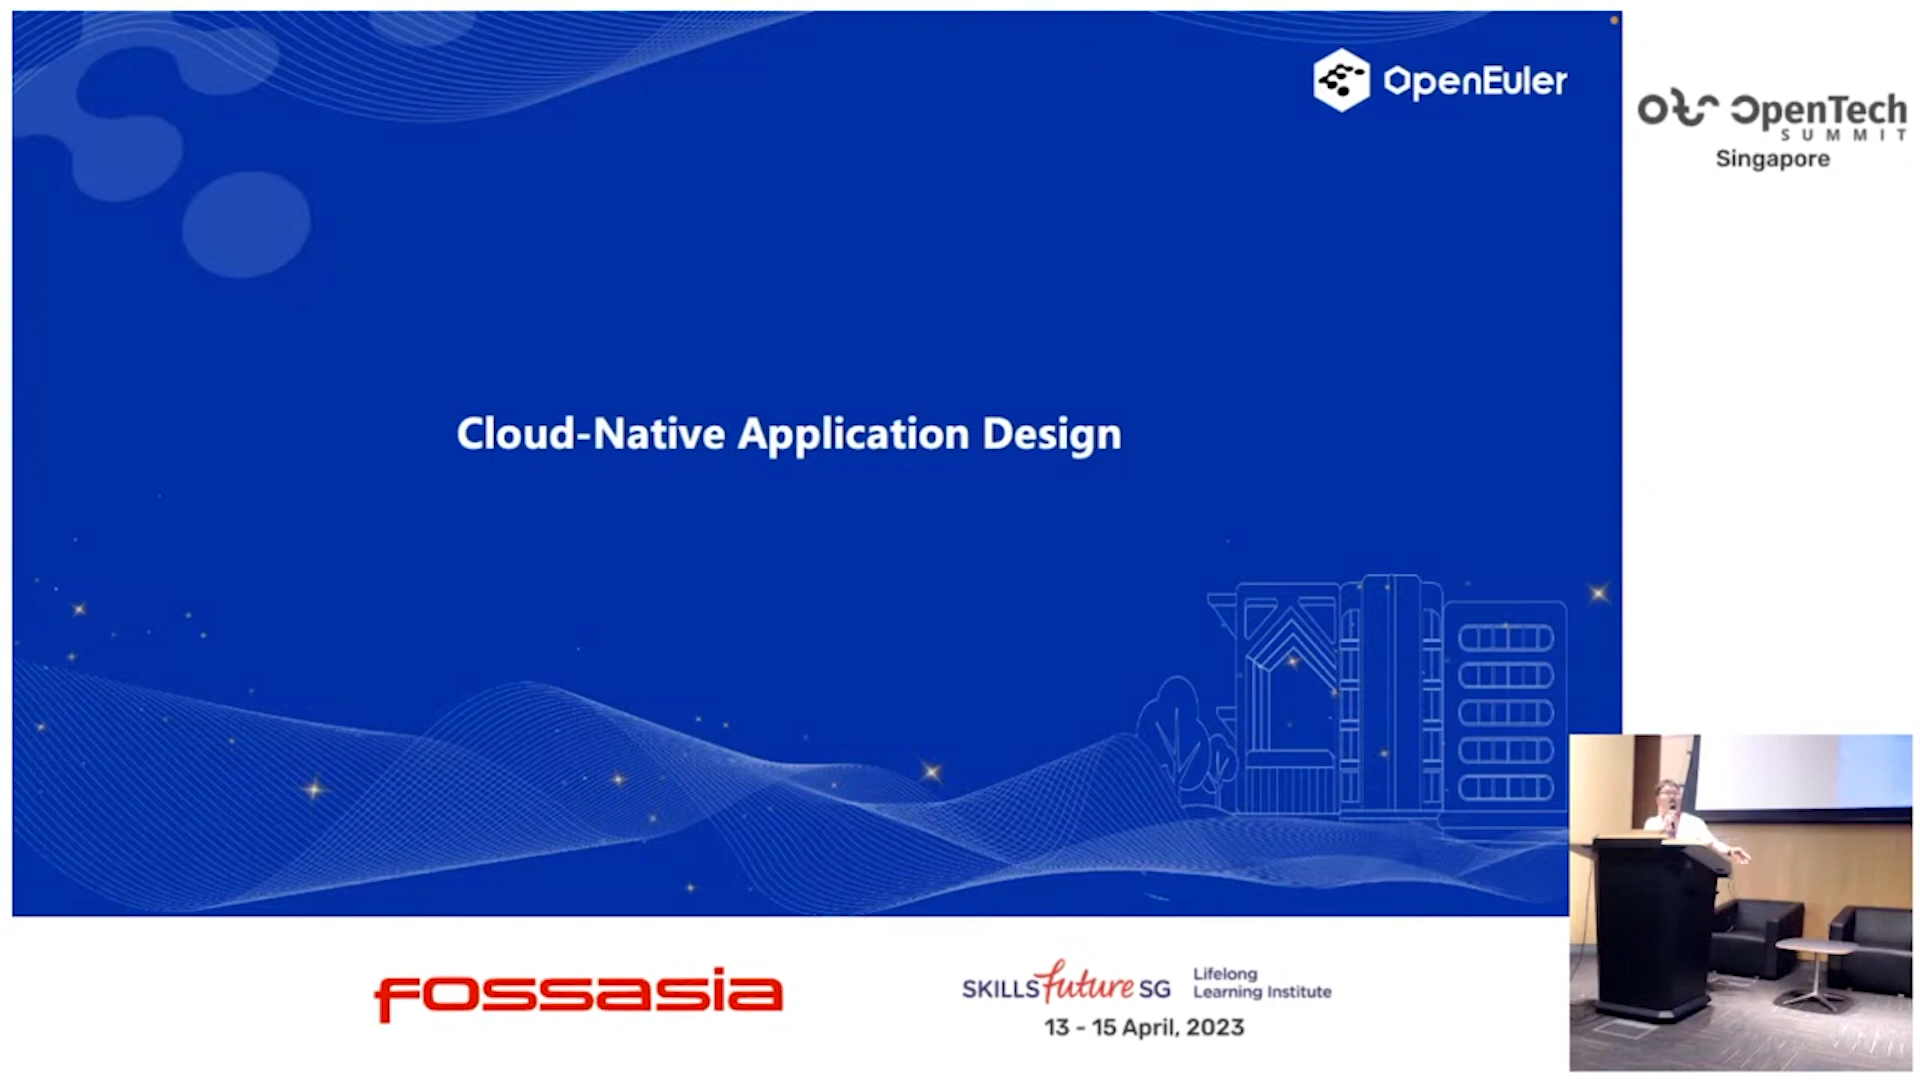 OpenEuler
OpenTech
SUMMIT
Singapore
Cloud-Native Application Design
fossasia
SKILLSfuture SG
Lifelong
Learning Institute
13 - 15 April, 2023